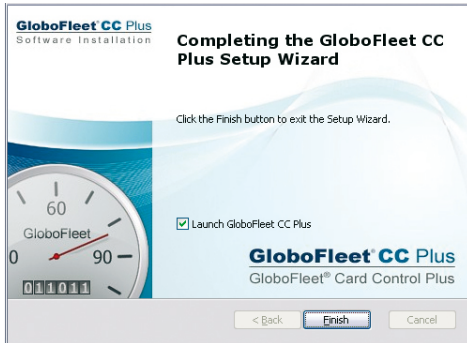 GloboFleet® CC Plus
Software Installation
Completing the GloboFleet CC
Plus Setup Wizard
Click the Finish button to exit the Setup Wizard.
60
GloboFleet
0 90
011011
Launch GloboFleet CC Plus
GloboFleet® CC Plus
GloboFleet® Card Control Plus
< Back Finish Cancel